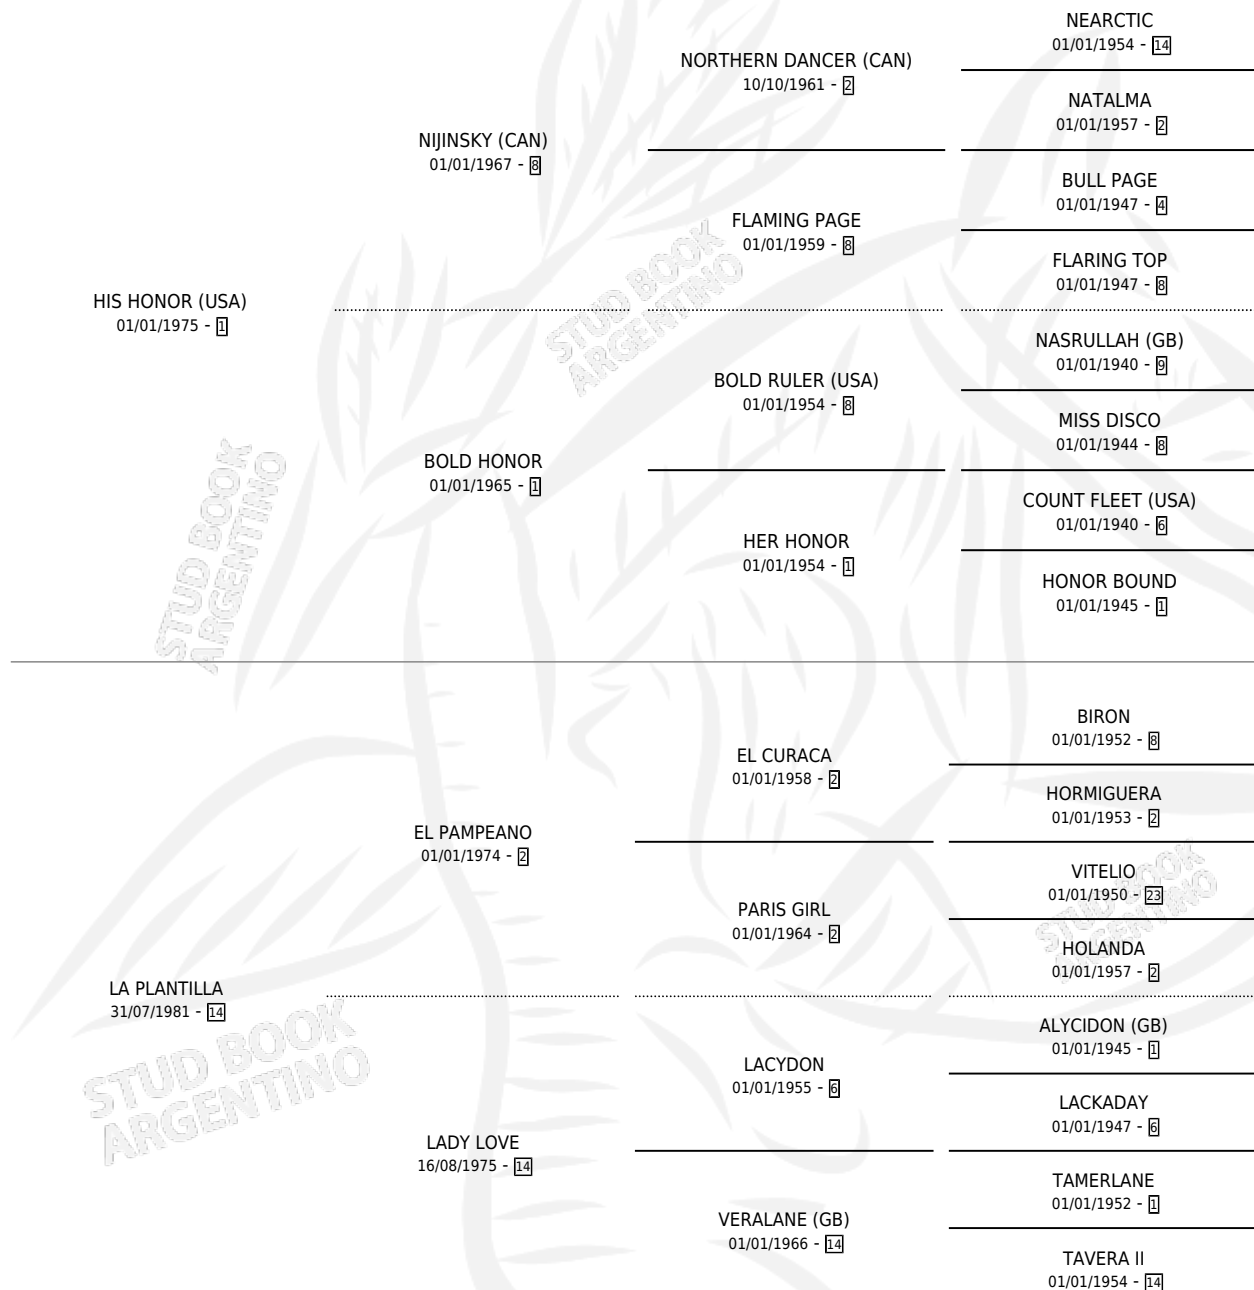 NEARCTIC
01/01/1954 - 14
NORTHERN DANCER (CAN)
10/10/1961 - 2
NATALMA
01/01/1957 - 2
NIJINSKY (CAN)
01/01/1967 - 8
BULL PAGE
01/01/1947 - 4
FLAMING PAGE
01/01/1959 - 8
FLARING TOP
01/01/1947 - 8
HIS HONOR (USA)
01/01/1975 - 1
NASRULLAH (GB)
01/01/1940 - 9
BOLD RULER (USA)
01/01/1954 - 8
MISS DISCO
01/01/1944 - 8
BOLD HONOR
01/01/1965 - 1
COUNT FLEET (USA)
01/01/1940 - 6
HER HONOR
01/01/1954 - 1
HONOR BOUND
01/01/1945 - 1
BIRON
01/01/1952 - 8
EL CURACA
01/01/1958 - 2
HORMIGUERA
01/01/1953 - 2
EL PAMPEANO
01/01/1974 - 2
VITELIO
01/01/1950 - 23
PARIS GIRL
01/01/1964 - 2
HOLANDA
01/01/1957 - 2
LA PLANTILLA
31/07/1981 - 14
ALYCIDON (GB)
01/01/1945 - 1
LACYDON
01/01/1955 - 6
LACKADAY
01/01/1947 - 6
LADY LOVE
16/08/1975 - 14
TAMERLANE
01/01/1952 - 1
VERALANE (GB)
01/01/1966 - 14
TAVERA II
01/01/1954 - 14
STUD BOOK
ARGENTINO
STUD BOOK
ARGENTINO
STUD BOOK
ARGENTINO
STUD BOOK
ARGENTINO